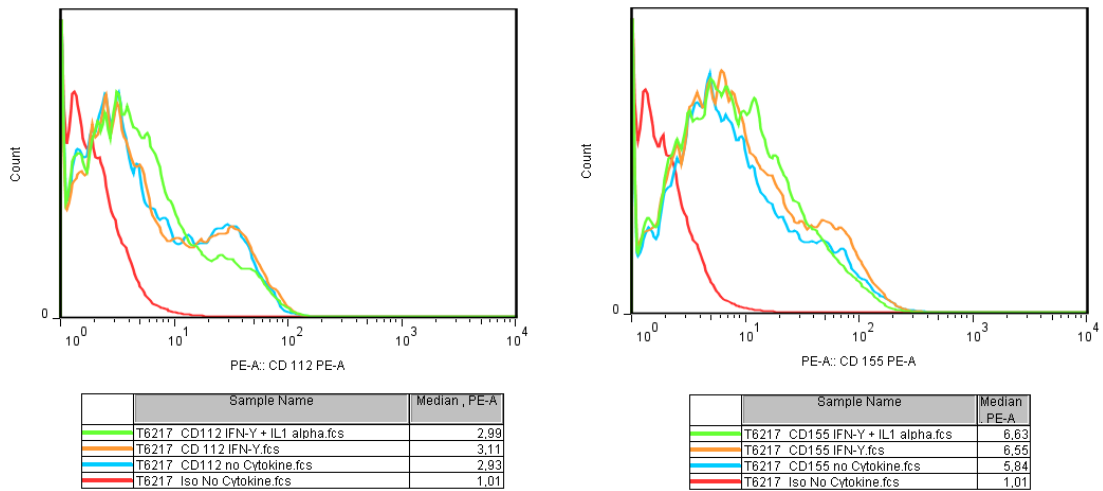 Count
0
10^0 10^1 10^2 10^3 10^4
PE-A:: CD 112 PE-A
Sample Name Median , PE-A
T6217 CD112 IFN-Y + IL1 alpha.fcs 2,99
T6217 CD 112 IFN-Y.fcs 3,11
T6217 CD112 no Cytokine.fcs 2,93
T6217 Iso No Cytokine.fcs 1,01
Count
0
10^0 10^1 10^2 10^3 10^4
PE-A:: CD 155 PE-A
Sample Name Median
, PE-A
T6217 CD155 IFN-Y + IL1 alpha.fcs 6,63
T6217 CD155 IFN-Y.fcs 6,55
T6217 CD155 no Cytokine.fcs 5,84
T6217 Iso No Cytokine.fcs 1,01